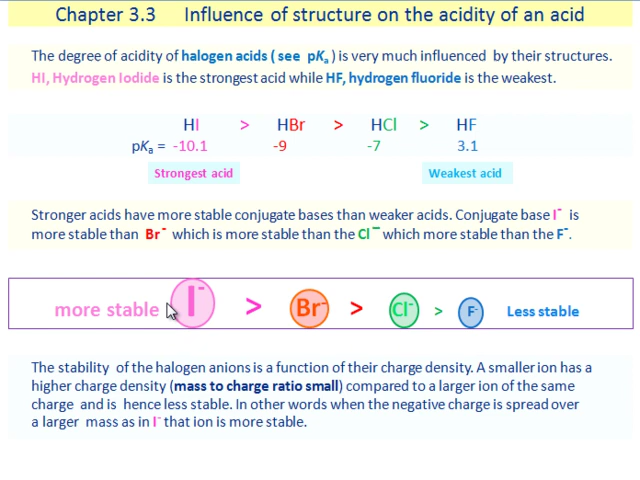 Chapter 3.3 Influence of structure on the acidity of an acid
The degree of acidity of halogen acids ( see pKa ) is very much influenced by their structures.
HI, Hydrogen Iodide is the strongest acid while HF, hydrogen fluoride is the weakest.
HI > HBr > HCl > HF
pKa = -10.1 -9 -7 3.1
Strongest acid Weakest acid
Stronger acids have more stable conjugate bases than weaker acids. Conjugate base I⁻ is
more stable than Br⁻ which is more stable than the Cl⁻ which more stable than the F⁻.
more stable I⁻ > Br⁻ > Cl⁻ > F⁻ Less stable
The stability of the halogen anions is a function of their charge density. A smaller ion has a
higher charge density (mass to charge ratio small) compared to a larger ion of the same
charge and is hence less stable. In other words when the negative charge is spread over
a larger mass as in I⁻ that ion is more stable.